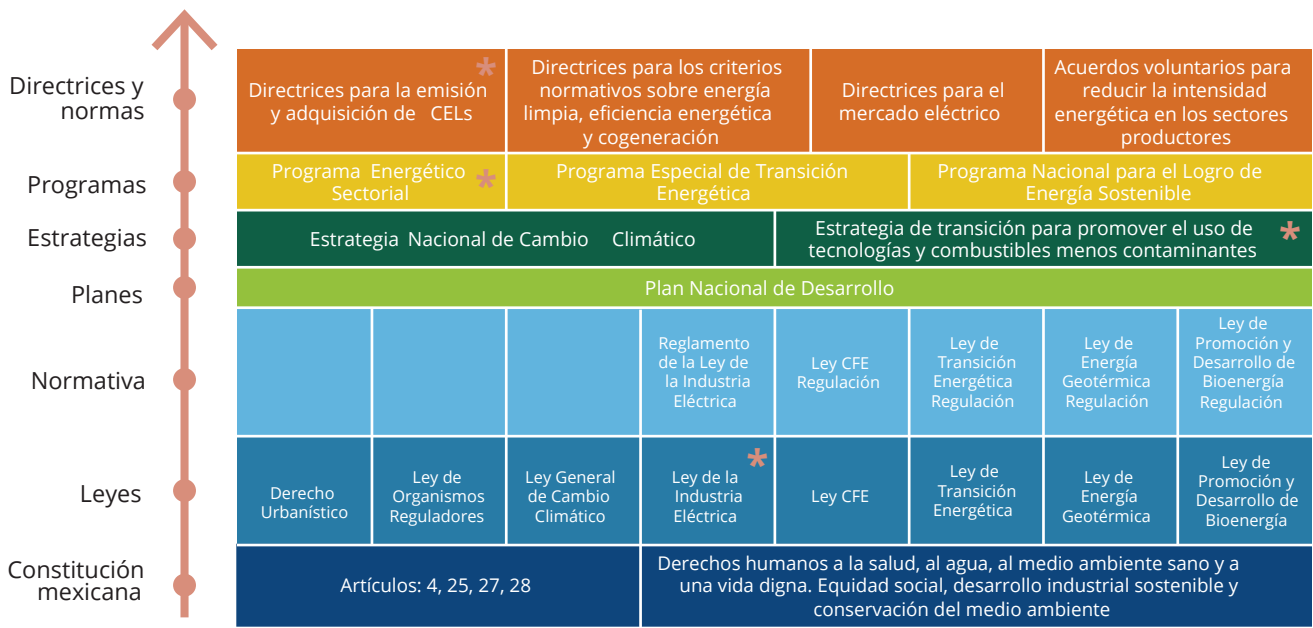 Directrices y
normas
Directrices para la emisión
y adquisición de CELs
*
Directrices para los criterios
normativos sobre energía
limpia, eficiencia energética
y cogeneración
Directrices para el
mercado eléctrico
Acuerdos voluntarios para
reducir la intensidad
energética en los sectores
productores
Programas
Programa Energético
Sectorial
*
Programa Especial de Transición
Energética
Programa Nacional para el Logro de
Energía Sostenible
Estrategias
Estrategia Nacional de Cambio Climático
Estrategia de transición para promover el uso de
tecnologías y combustibles menos contaminantes
*
Planes
Plan Nacional de Desarrollo
Normativa
Reglamento
de la Ley de
la Industria
Eléctrica
Ley CFE
Regulación
Ley de
Transición
Energética
Regulación
Ley de
Energía
Geotérmica
Regulación
Ley de
Promoción y
Desarrollo de
Bioenergía
Regulación
Leyes
Derecho
Urbanístico
Ley de
Organismos
Reguladores
Ley General
de Cambio
Climático
Ley de la
Industria
Eléctrica
*
Ley CFE
Ley de
Transición
Energética
Ley de
Energía
Geotérmica
Ley de
Promoción y
Desarrollo de
Bioenergía
Constitución
mexicana
Artículos: 4, 25, 27, 28
Derechos humanos a la salud, al agua, al medio ambiente sano y a
una vida digna. Equidad social, desarrollo industrial sostenible y
conservación del medio ambiente